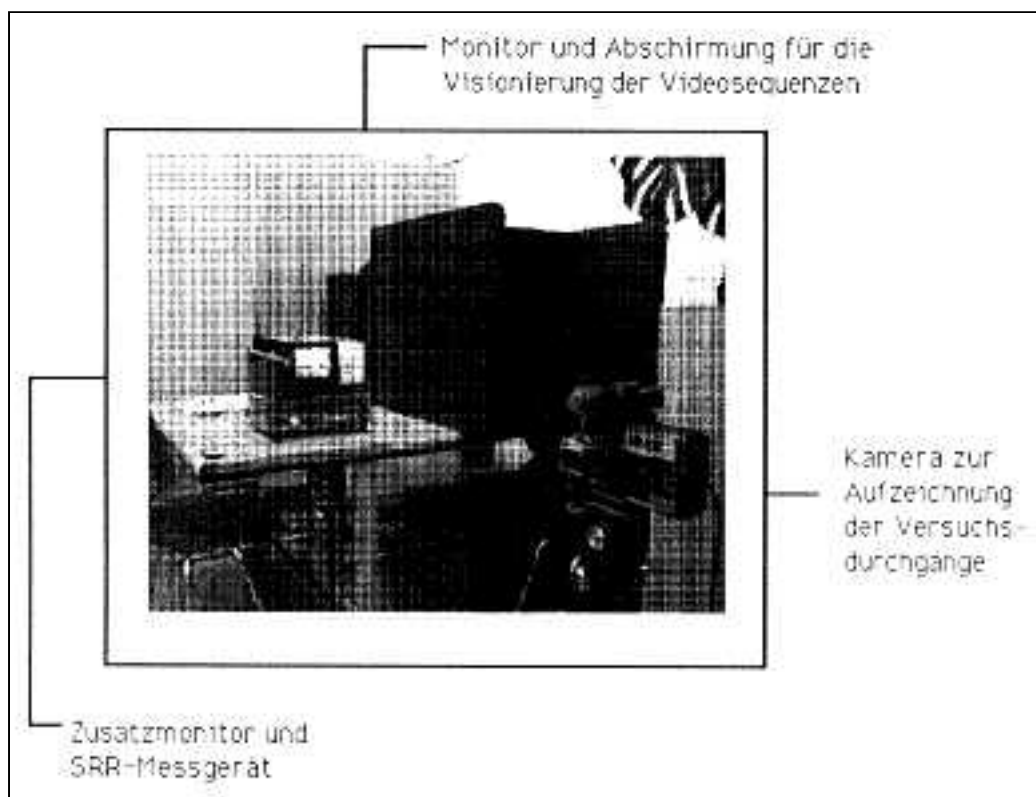 Monitor und Abschirmung für die
Visionierung der Videosequenzen
Kamera zur
Aufzeichnung
der Versuchs-
durchgänge
Zusatzmonitor und
SRR-Messgerät